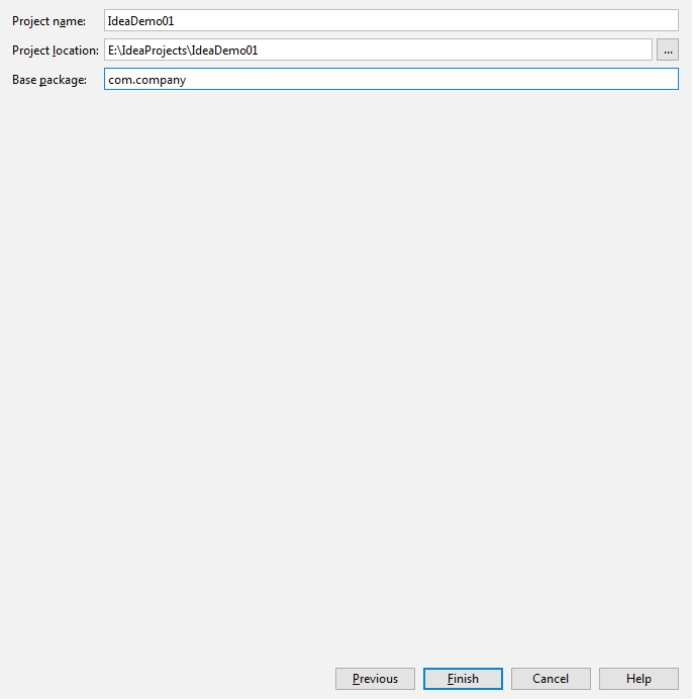 Project name: IdeaDemo01
Project location: E:\IdeaProjects\IdeaDemo01 ...
Base package: com.company
Previous Finish Cancel Help